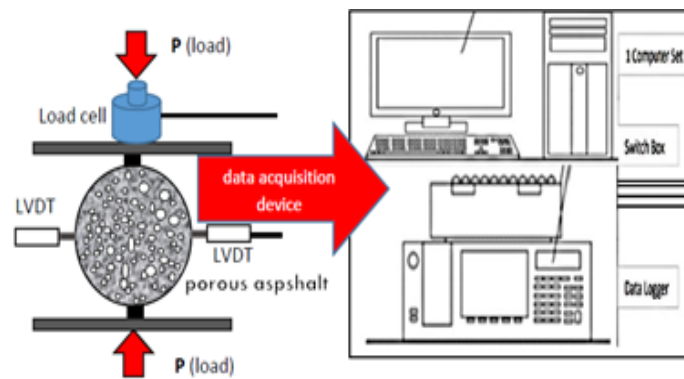 P (load)
Load cell
LVDT
LVDT
porous aspshalt
P (load)
data acquisition
device
1 Computer Set
Switch Box
Data Logger